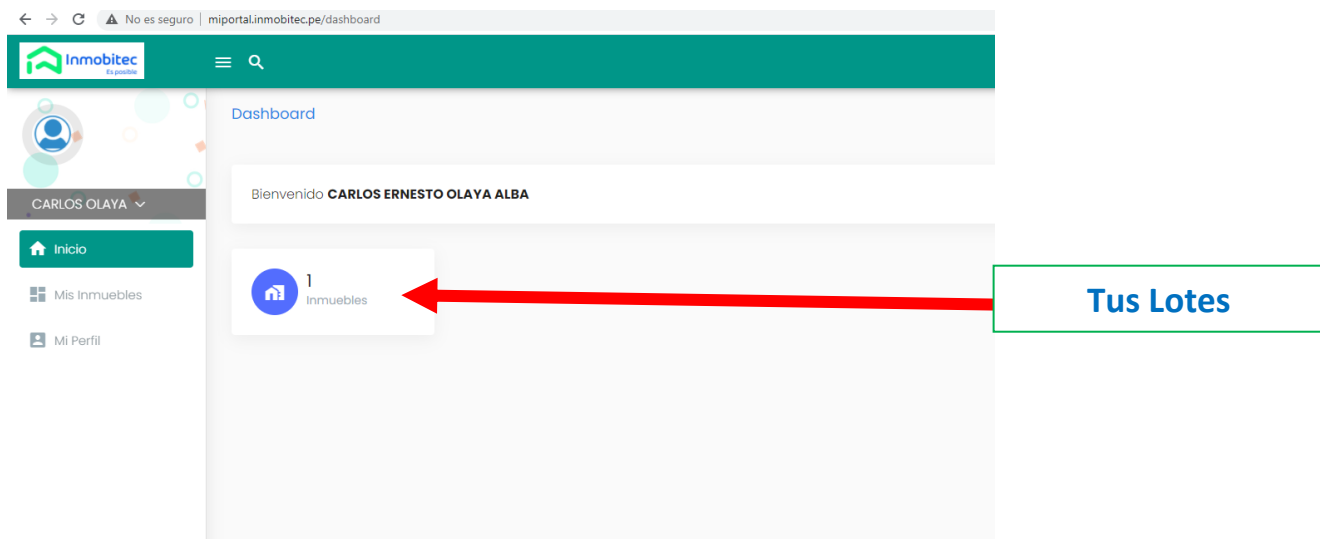 No es seguro | miportal.inmobitec.pe/dashboard
Inmobitec
Es posible
Dashboard
Bienvenido CARLOS ERNESTO OLAYA ALBA
CARLOS OLAYA
Inicio
Mis Inmuebles
Mi Perfil
1
Inmuebles
Tus Lotes